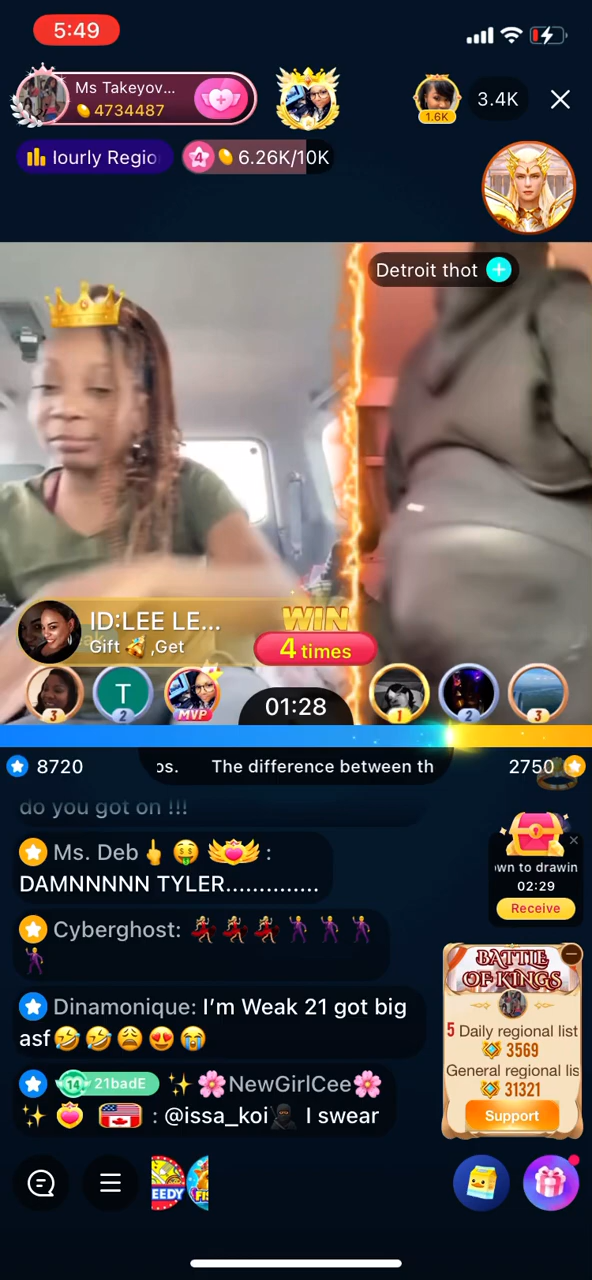 5:49
Ms Takeyov...
4734487
1.6K
3.4K
lourly Regio
4 6.26K/10K
Detroit thot
ID:LEE LE...
Gift ,Get
WIN
4 times
3
T
2
MVP
01:28
1
2
3
8720
os. The difference between th
2750
do you got on !!!
Ms. Deb🖕🤑 :
DAMNNNNN TYLER..............
Cyberghost: 💃💃💃🕺🕺🕺
🕺
Dinamonique: I’m Weak 21 got big
asf🤣🤣😩😍😭
14 21badE ✨🌸NewGirlCee🌸
✨ : @issa_koi🥷 I swear
wn to drawin
02:29
Receive
BATTLE
OF KINGS
5 Daily regional list
3569
General regional lis
31321
Support
EEDY
FIS